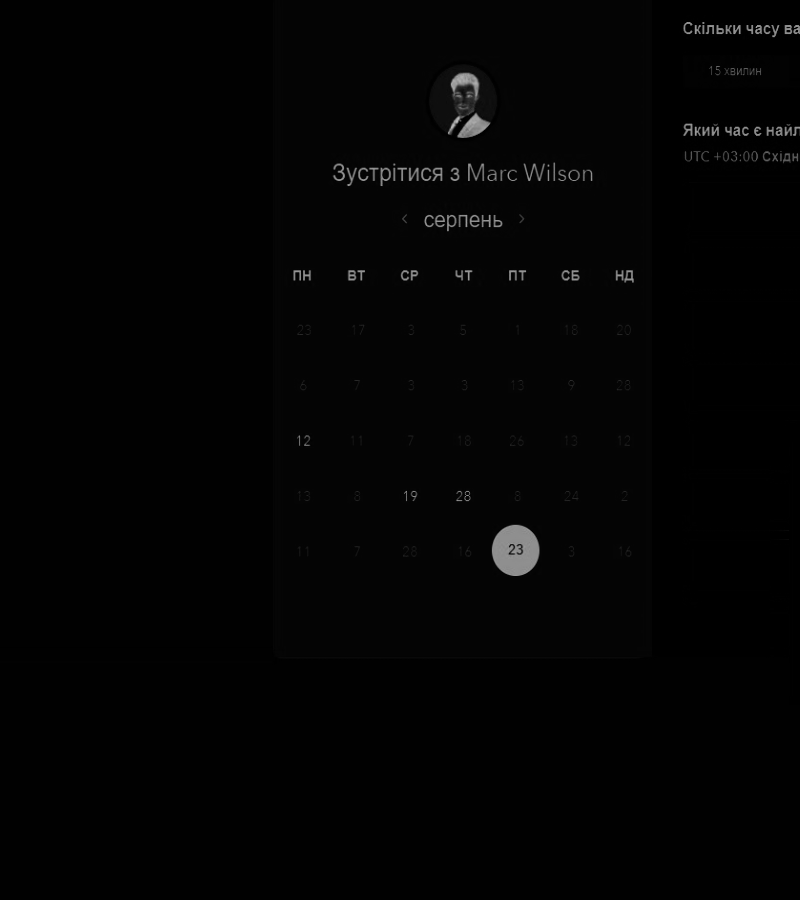 Скільки часу ва
15 хвилин
Який час є найл
UTC +03:00 Східн
Зустрітися з Marc Wilson
серпень
ПН ВТ СР ЧТ ПТ СБ НД
23 17 3 5 1 18 20
6 7 3 3 13 9 28
12 11 7 18 26 13 12
13 8 19 28 8 24 2
11 7 28 16 23 3 16